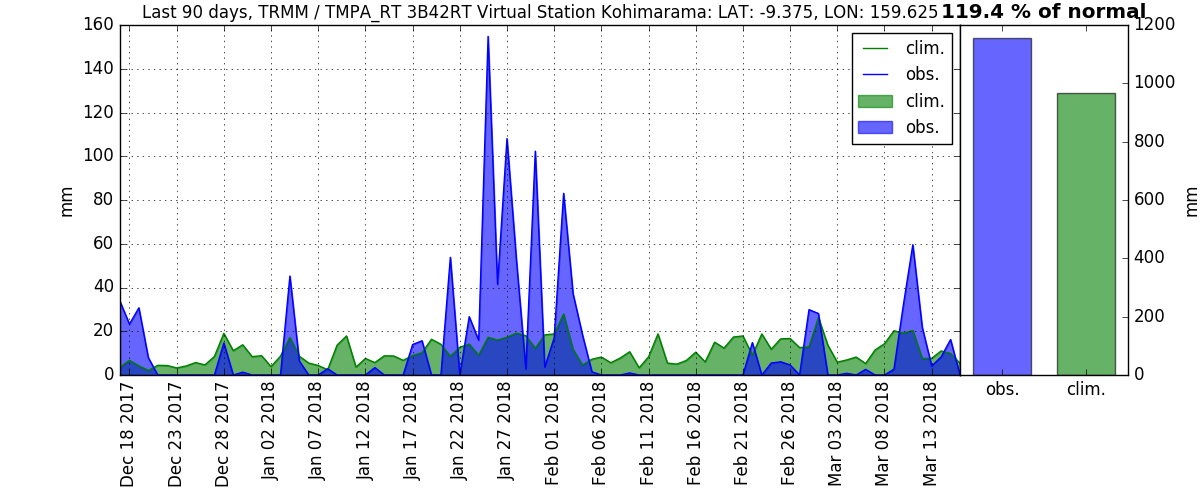 Last 90 days, TRMM / TMPA_RT 3B42RT Virtual Station Kohimarama: LAT: -9.375, LON: 159.625
119.4 % of normal
160
140
120
100
80
60
40
20
0
mm
clim.
obs.
clim.
obs.
1200
1000
800
600
400
200
0
mm
Dec 18 2017
Dec 23 2017
Dec 28 2017
Jan 02 2018
Jan 07 2018
Jan 12 2018
Jan 17 2018
Jan 22 2018
Jan 27 2018
Feb 01 2018
Feb 06 2018
Feb 11 2018
Feb 16 2018
Feb 21 2018
Feb 26 2018
Mar 03 2018
Mar 08 2018
Mar 13 2018
obs.
clim.